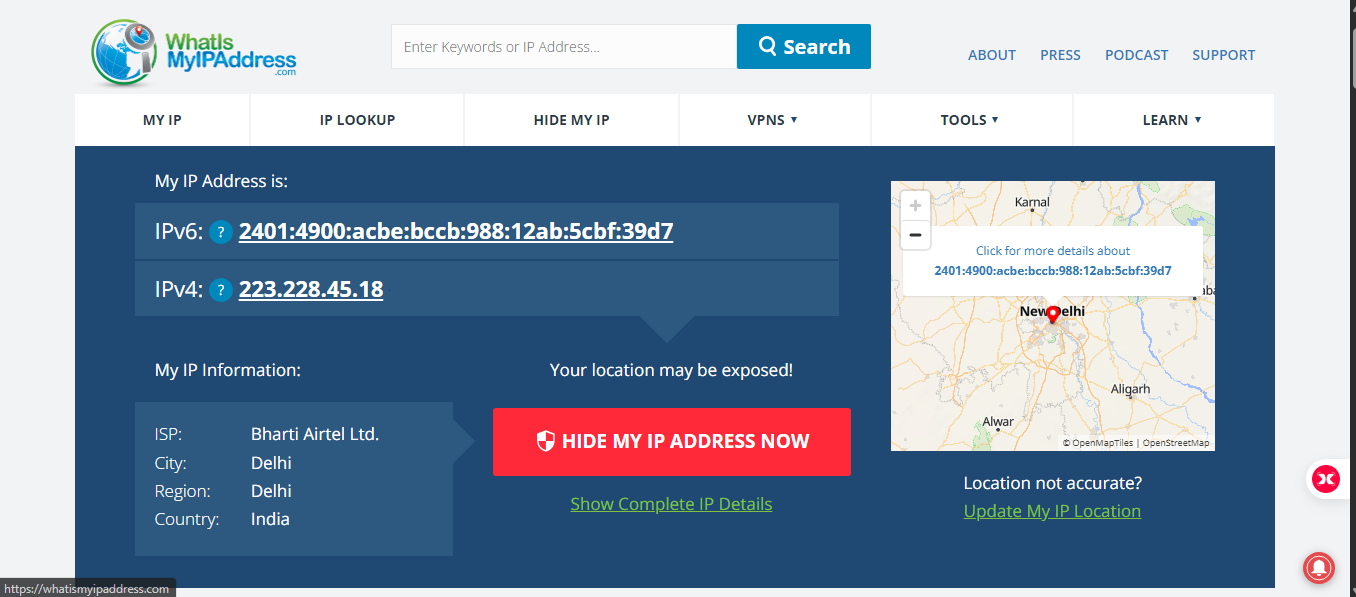 WhatIs
MyIPAddress
.com
Enter Keywords or IP Address...
Search
ABOUT PRESS PODCAST SUPPORT
MY IP IP LOOKUP HIDE MY IP VPNS ▼ TOOLS ▼ LEARN ▼
My IP Address is:
IPv6: ? 2401:4900:acbe:bccb:988:12ab:5cbf:39d7
IPv4: ? 223.228.45.18
My IP Information:
ISP: Bharti Airtel Ltd.
City: Delhi
Region: Delhi
Country: India
Your location may be exposed!
HIDE MY IP ADDRESS NOW
Show Complete IP Details
+
−
Karnal
Click for more details about
2401:4900:acbe:bccb:988:12ab:5cbf:39d7
New Delhi
Aligarh
Alwar
© OpenMapTiles | OpenStreetMap
Location not accurate?
Update My IP Location
https://whatismyipaddress.com